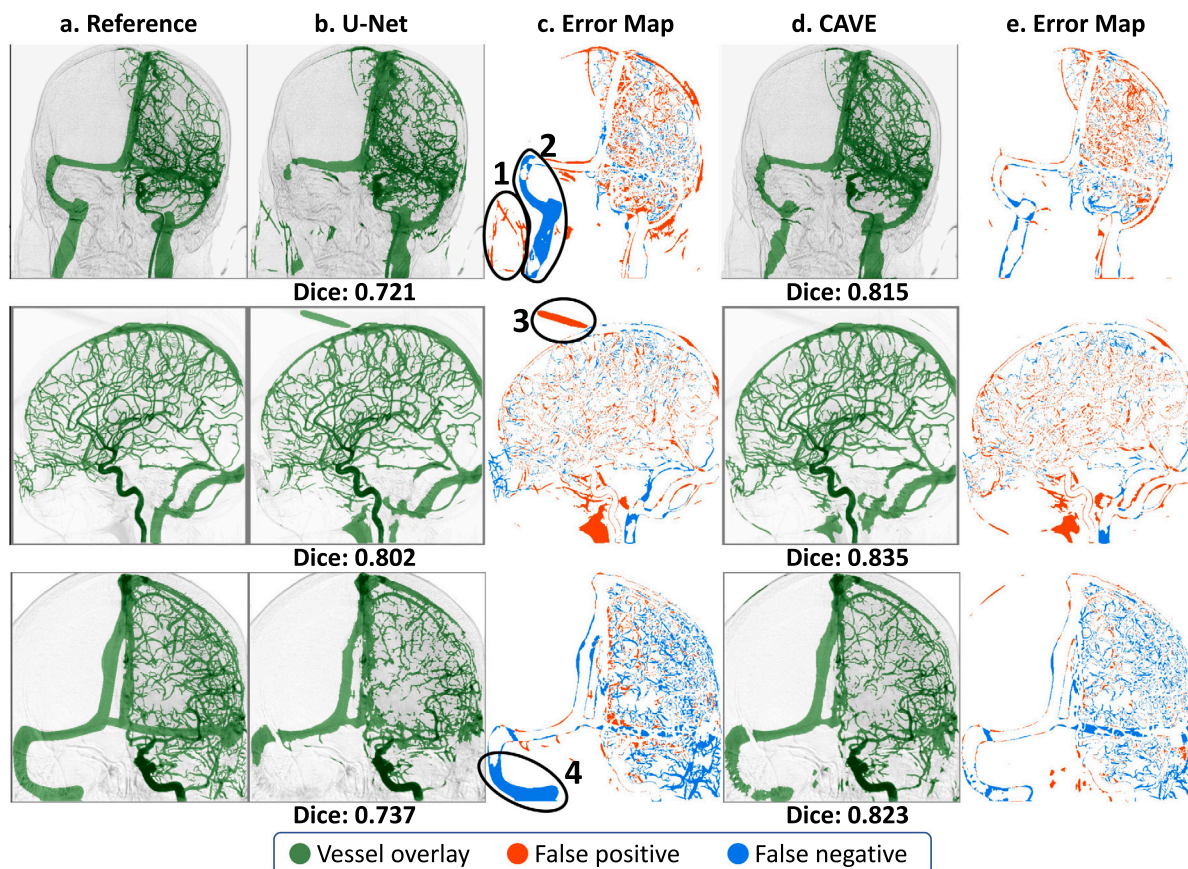 a. Reference b. U-Net c. Error Map d. CAVE e. Error Map
1
2
Dice: 0.721 Dice: 0.815
3
Dice: 0.802 Dice: 0.835
4
Dice: 0.737 Dice: 0.823
Vessel overlay False positive False negative